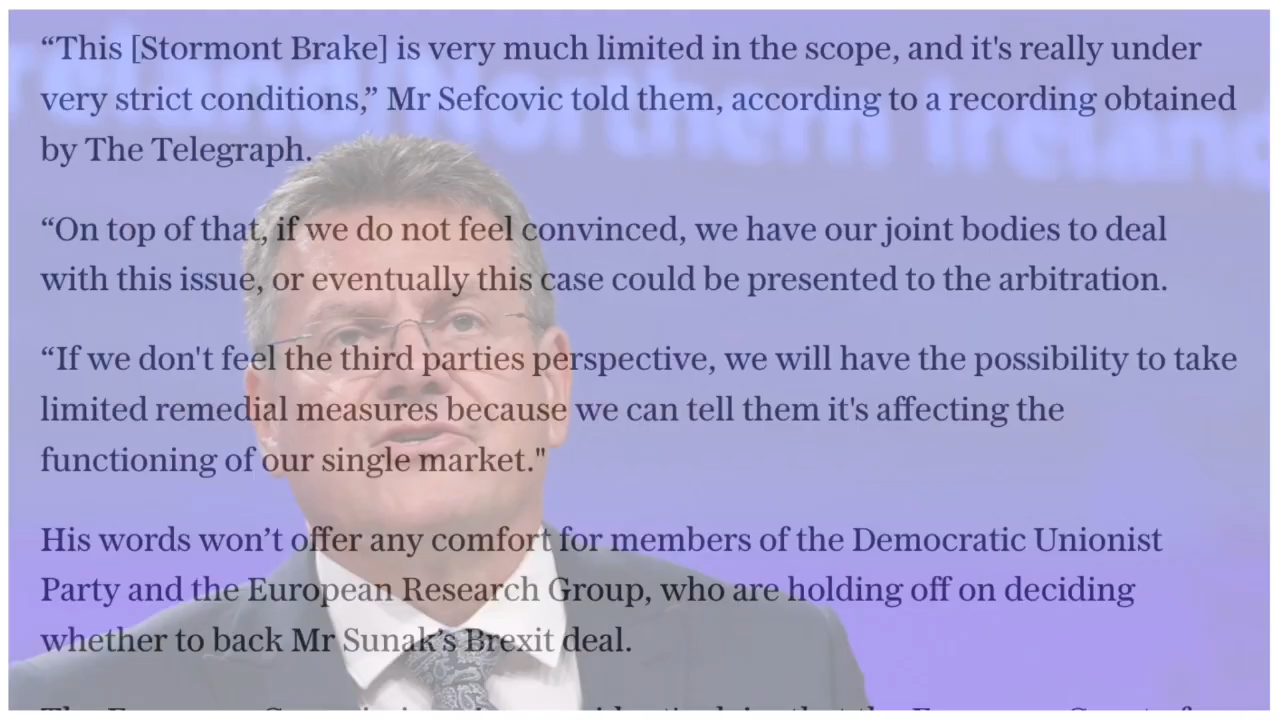 “This [Stormont Brake] is very much limited in the scope, and it's really under
very strict conditions,” Mr Sefcovic told them, according to a recording obtained
by The Telegraph.
“On top of that, if we do not feel convinced, we have our joint bodies to deal
with this issue, or eventually this case could be presented to the arbitration.
“If we don't feel the third parties perspective, we will have the possibility to take
limited remedial measures because we can tell them it's affecting the
functioning of our single market."
His words won’t offer any comfort for members of the Democratic Unionist
Party and the European Research Group, who are holding off on deciding
whether to back Mr Sunak’s Brexit deal.
reland/Northern Ireland